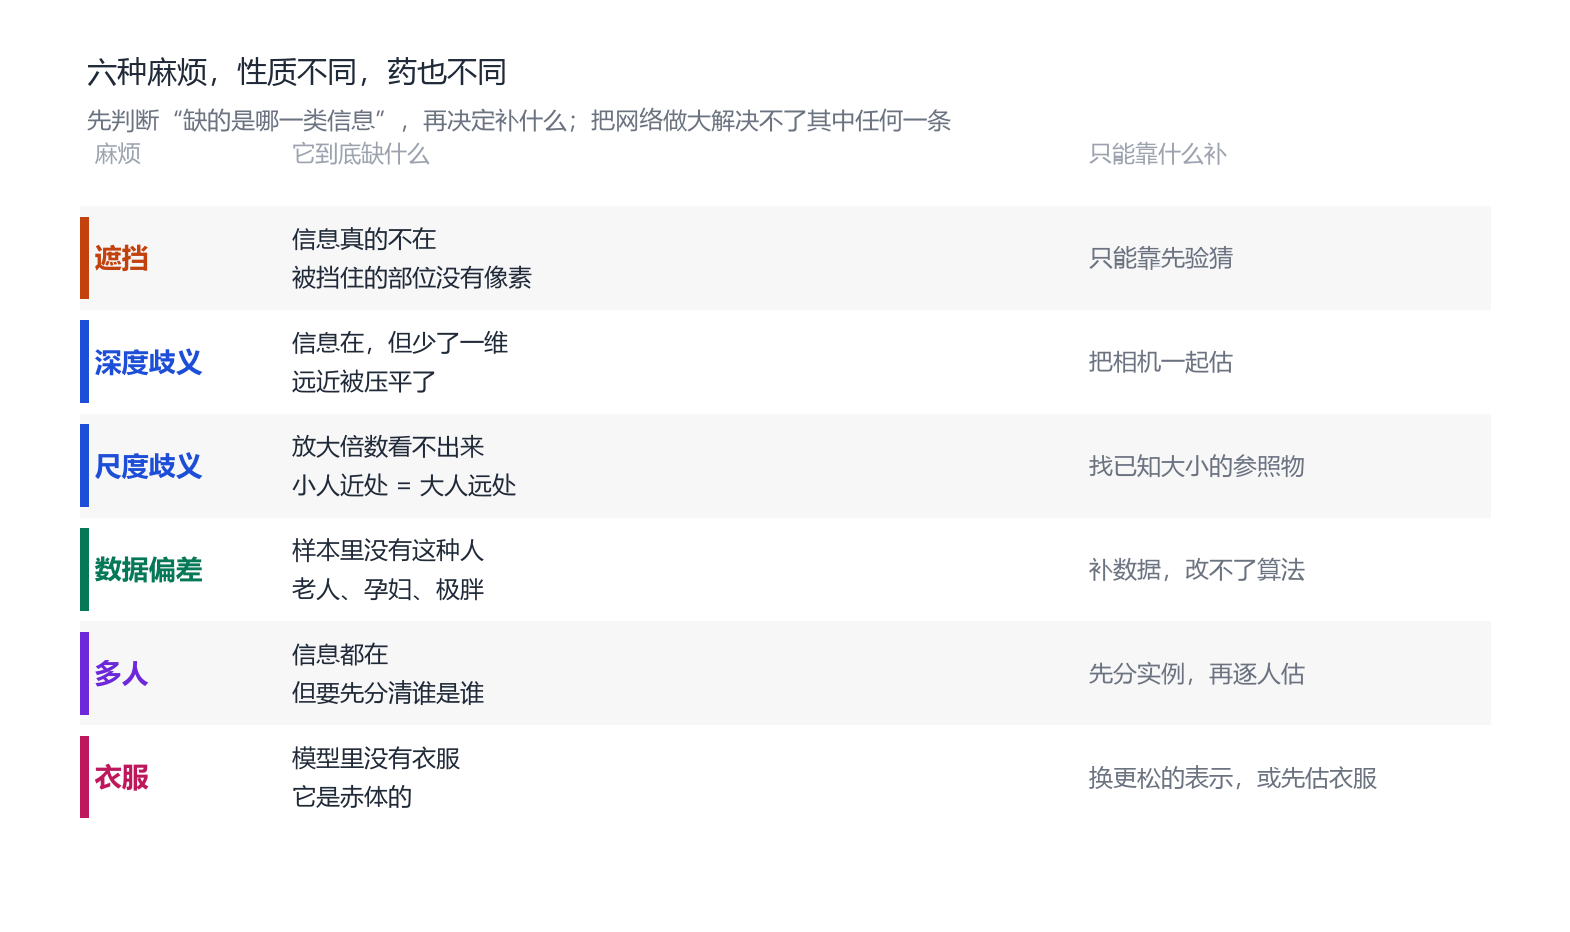 六种麻烦，性质不同，药也不同
先判断“缺的是哪一类信息”，再决定补什么；把网络做大解决不了其中任何一条
麻烦 它到底缺什么 只能靠什么补
遮挡
信息真的不在
被挡住的部位没有像素
只能靠先验猜
深度歧义
信息在，但少了一维
远近被压平了
把相机一起估
尺度歧义
放大倍数看不出来
小人近处 = 大人远处
找已知大小的参照物
数据偏差
样本里没有这种人
老人、孕妇、极胖
补数据，改不了算法
多人
信息都在
但要先分清谁是谁
先分实例，再逐人估
衣服
模型里没有衣服
它是赤体的
换更松的表示，或先估衣服